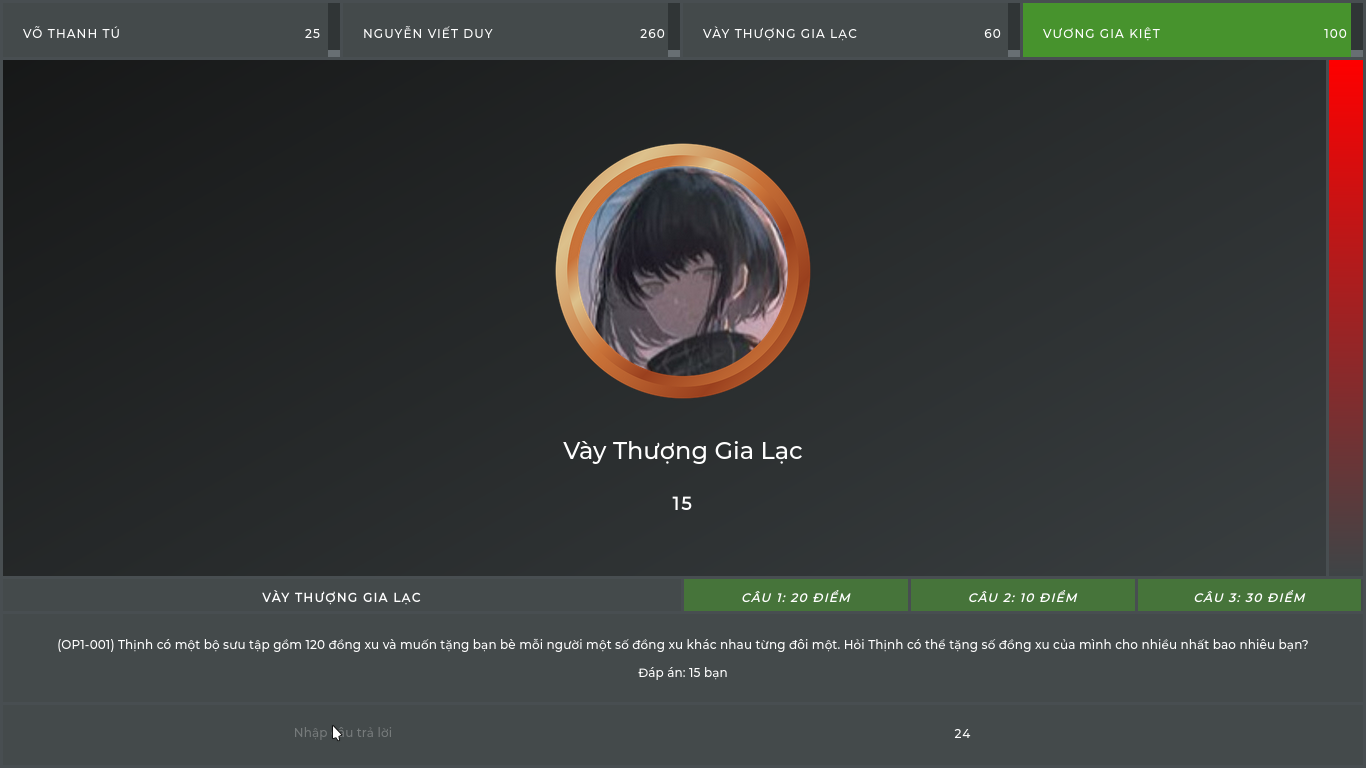 VÕ THANH TÚ 25
NGUYỄN VIẾT DUY 260
VÀY THƯỢNG GIA LẠC 60
VƯƠNG GIA KIỆT 100
Vày Thượng Gia Lạc
15
VÀY THƯỢNG GIA LẠC
CÂU 1: 20 ĐIỂM
CÂU 2: 10 ĐIỂM
CÂU 3: 30 ĐIỂM
(OP1-001) Thịnh có một bộ sưu tập gồm 120 đồng xu và muốn tặng bạn bè mỗi người một số đồng xu khác nhau từng đôi một. Hỏi Thịnh có thể tặng số đồng xu của mình cho nhiều nhất bao nhiêu bạn?
Đáp án: 15 bạn
Nhập câu trả lời
24